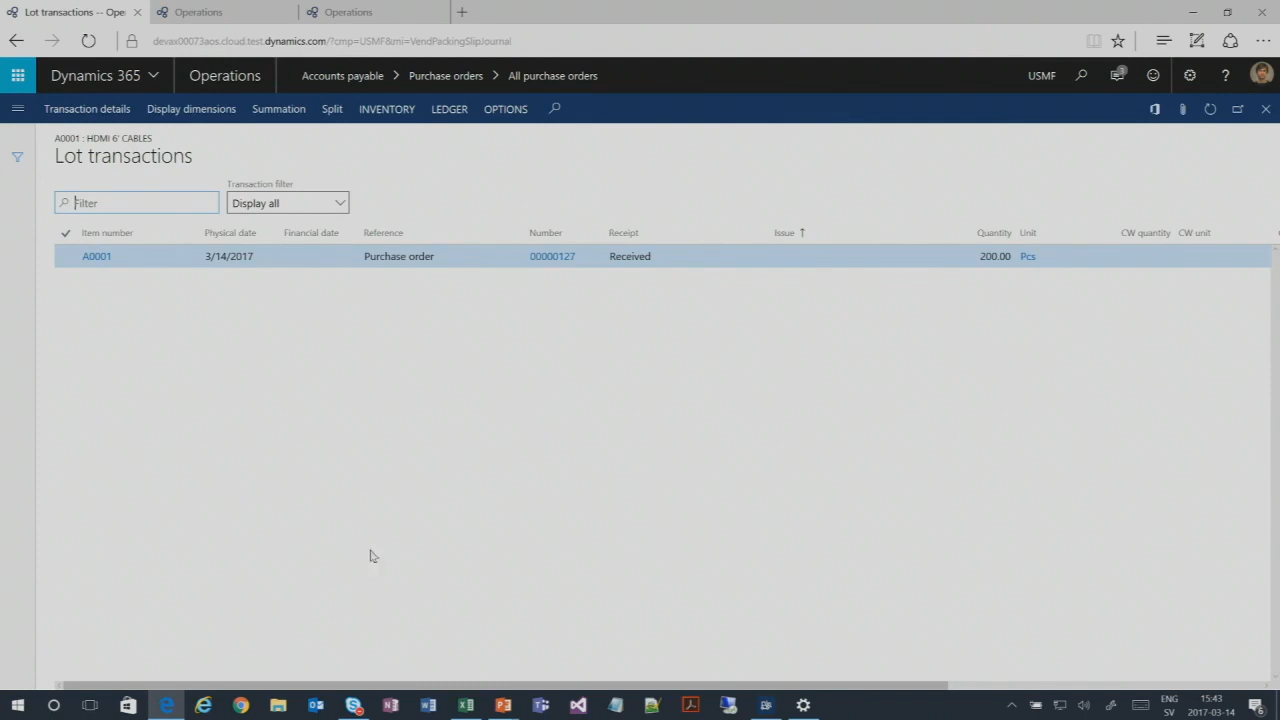 Lot transactions -- Ope
Operations
Operations
devax00073aos.cloud.test.dynamics.com/?cmp=USMF&mi=VendPackingSlipJournal
Dynamics 365
Operations
Accounts payable > Purchase orders > All purchase orders
USMF
3
?
Transaction details
Display dimensions
Summation
Split
INVENTORY
LEDGER
OPTIONS
A0001 : HDMI 6' CABLES
Lot transactions
Transaction filter
Filter
Display all
Item number Physical date Financial date Reference Number Receipt Issue Quantity Unit CW quantity CW unit
A0001 3/14/2017 Purchase order 00000127 Received 200.00 Pcs
ENG
SV
15:43
2017-03-14
6